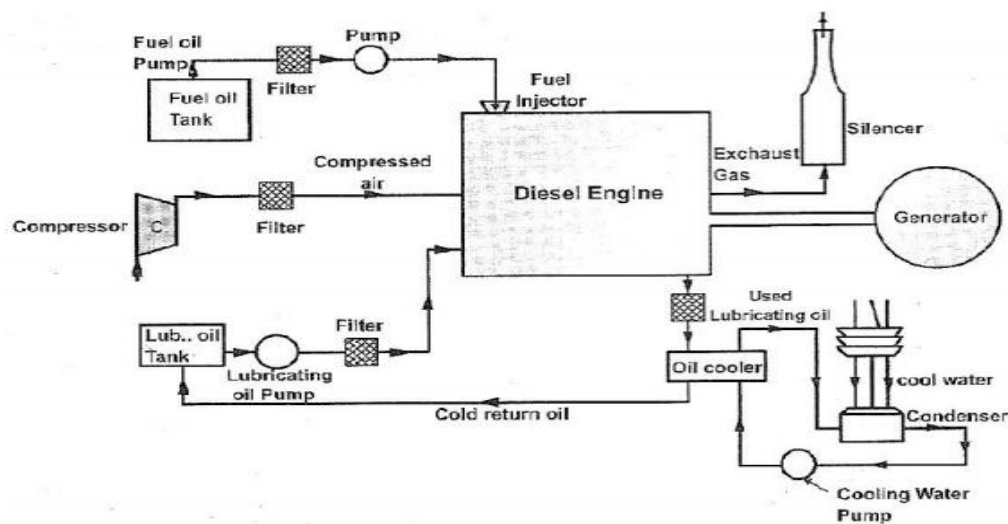 Fuel oil
Pump
Pump
Filter
Fuel oil
Tank
Fuel
Injector
Silencer
Compressed
air
Exchaust
Gas
Diesel Engine
Generator
Compressor
C
Filter
Used
Lubricating oil
Filter
Lub.. oil
Tank
Lubricating
oil Pump
Oil cooler
cool water
Cold return oil
Condenser
Cooling Water
Pump